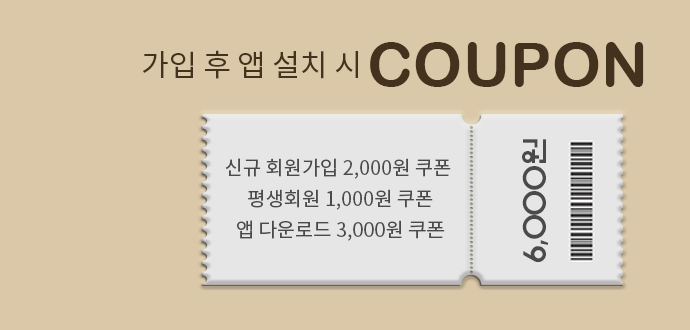 가입 후 앱 설치 시 COUPON
신규 회원가입 2,000원 쿠폰
평생회원 1,000원 쿠폰
앱 다운로드 3,000원 쿠폰
6,000원